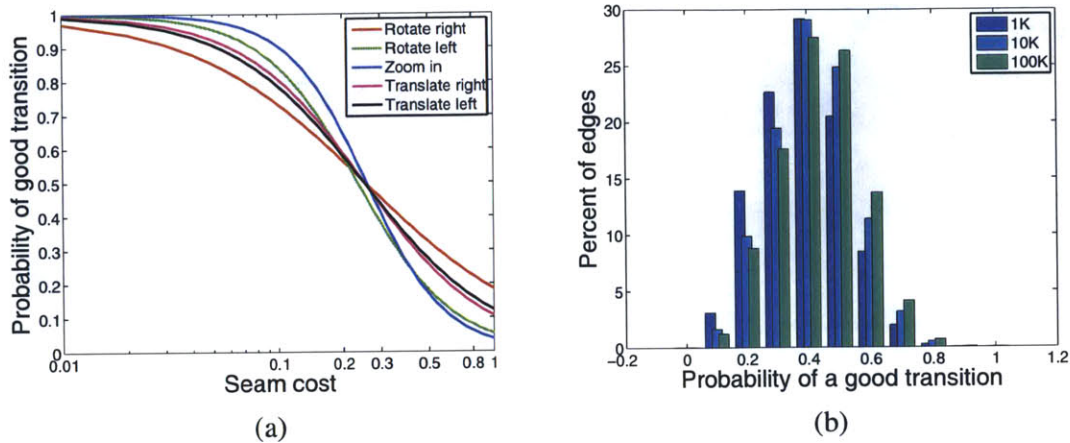 1
0.9
0.8
0.7
0.6
0.5
0.4
0.3
0.2
0.1
0
Probability of good transition
Rotate right
Rotate left
Zoom in
Translate right
Translate left
0.01
0.1
0.2
0.3
0.5
1
Seam cost
(a)
30
25
20
15
10
5
0
Percent of edges
1K
10K
100K
−0.2
0
0.2
0.4
0.6
0.8
1
1.2
Probability of a good transition
(b)